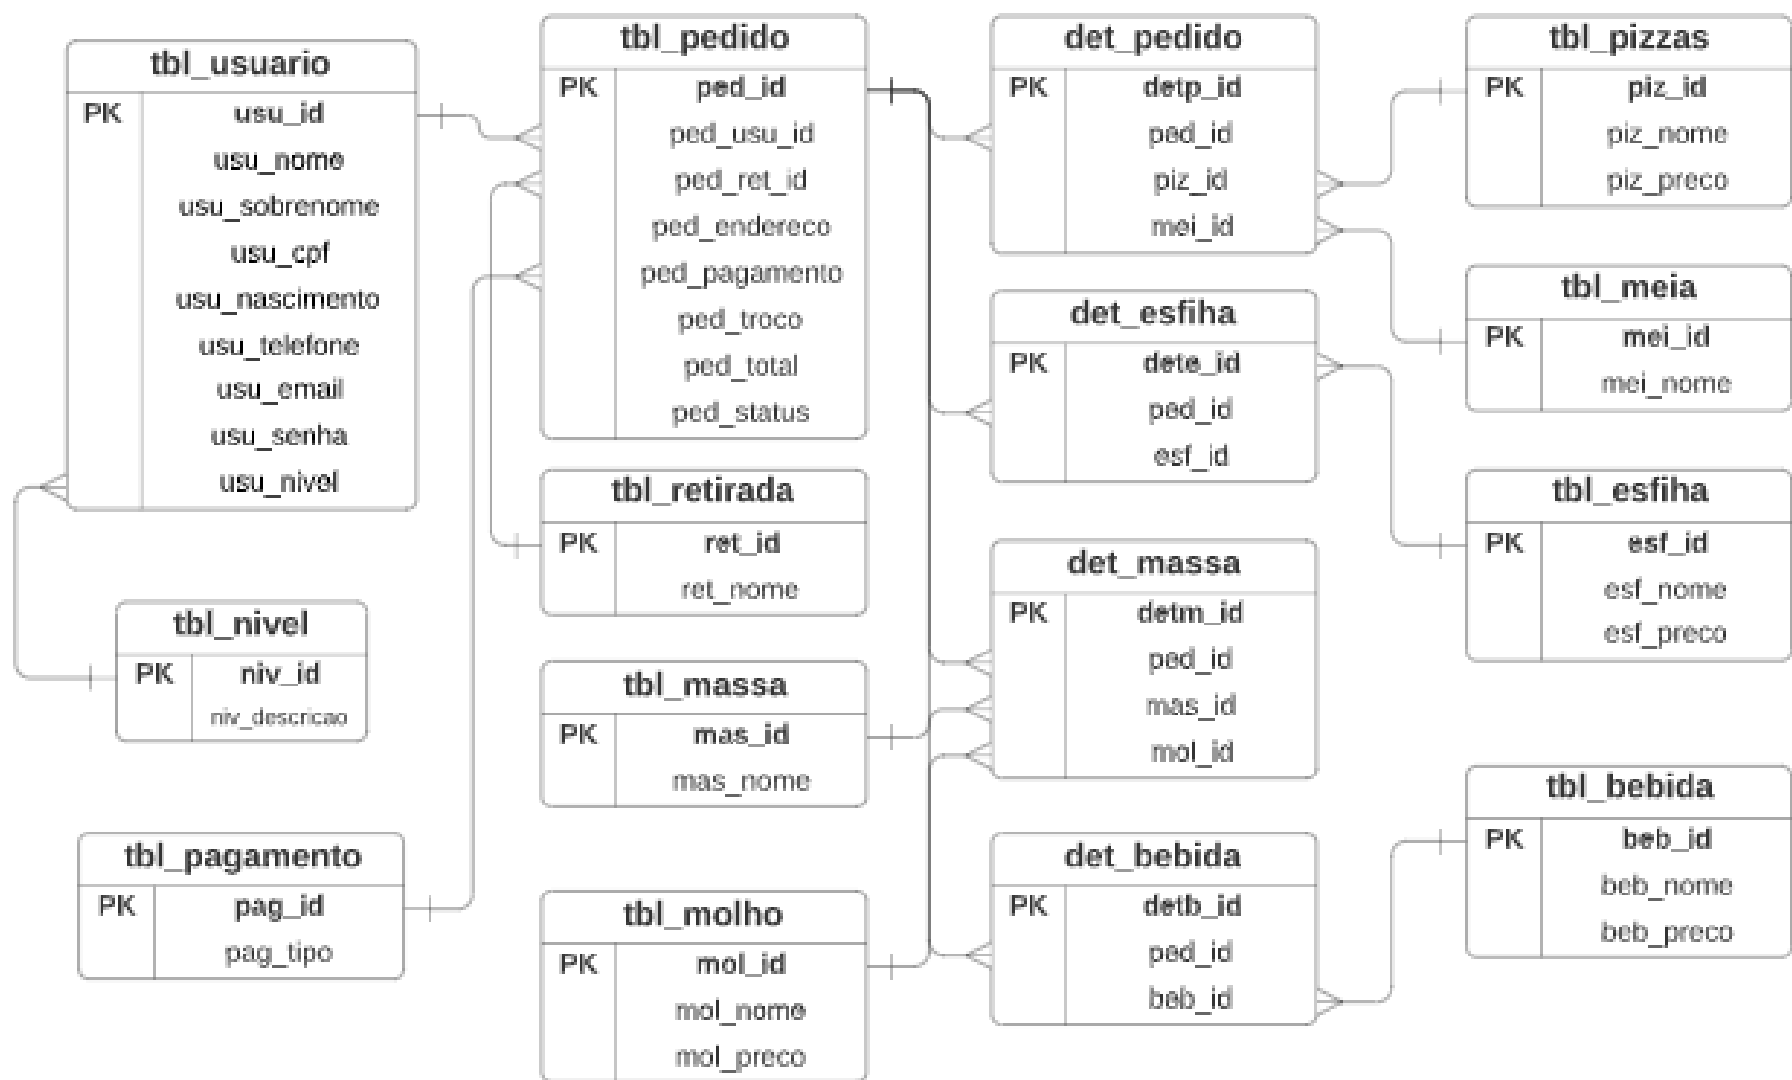 tbl_usuario
PK usu_id
usu_nome
usu_sobrenome
usu_cpf
usu_nascimento
usu_telefone
usu_email
usu_senha
usu_nivel
tbl_nivel
PK niv_id
niv_descricao
tbl_pagamento
PK pag_id
pag_tipo
tbl_pedido
PK ped_id
ped_usu_id
ped_ret_id
ped_endereco
ped_pagamento
ped_troco
ped_total
ped_status
tbl_retirada
PK ret_id
ret_nome
tbl_massa
PK mas_id
mas_nome
tbl_molho
PK mol_id
mol_nome
mol_preco
det_pedido
PK detp_id
ped_id
piz_id
mei_id
det_esfiha
PK dete_id
ped_id
esf_id
det_massa
PK detm_id
ped_id
mas_id
mol_id
det_bebida
PK detb_id
ped_id
beb_id
tbl_pizzas
PK piz_id
piz_nome
piz_preco
tbl_meia
PK mei_id
mei_nome
tbl_esfiha
PK esf_id
esf_nome
esf_preco
tbl_bebida
PK beb_id
beb_nome
beb_preco